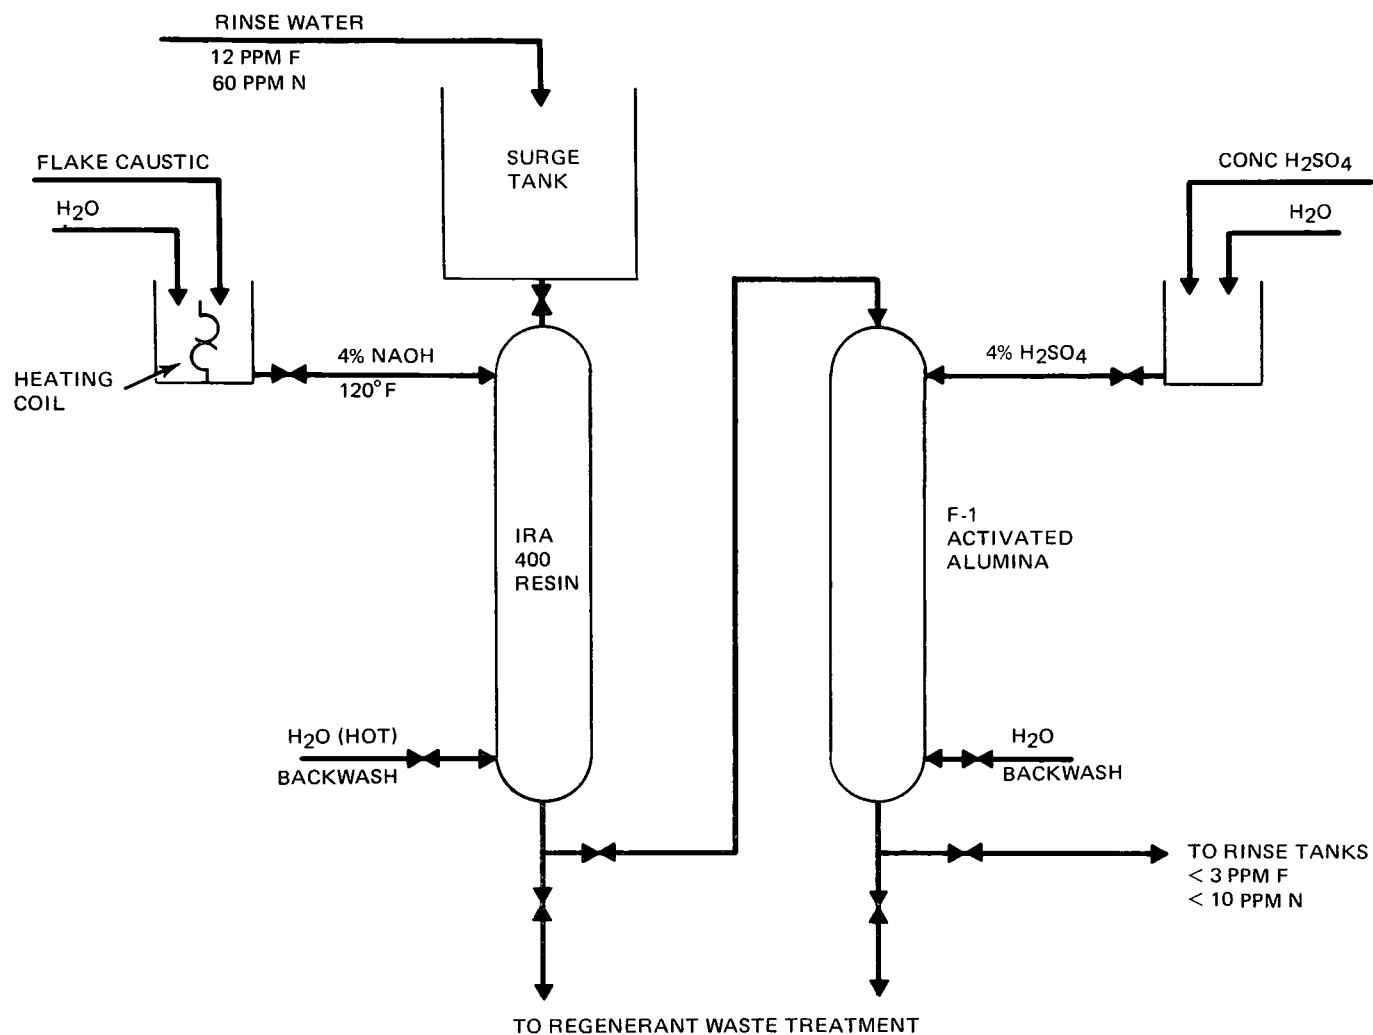 RINSE WATER
12 PPM F
60 PPM N
SURGE
TANK
FLAKE CAUSTIC
H₂O
HEATING
COIL
4% NAOH
120°F
CONC H₂SO₄
H₂O
4% H₂SO₄
IRA
400
RESIN
F-1
ACTIVATED
ALUMINA
H₂O (HOT)
BACKWASH
H₂O
BACKWASH
TO RINSE TANKS
< 3 PPM F
< 10 PPM N
TO REGENERANT WASTE TREATMENT